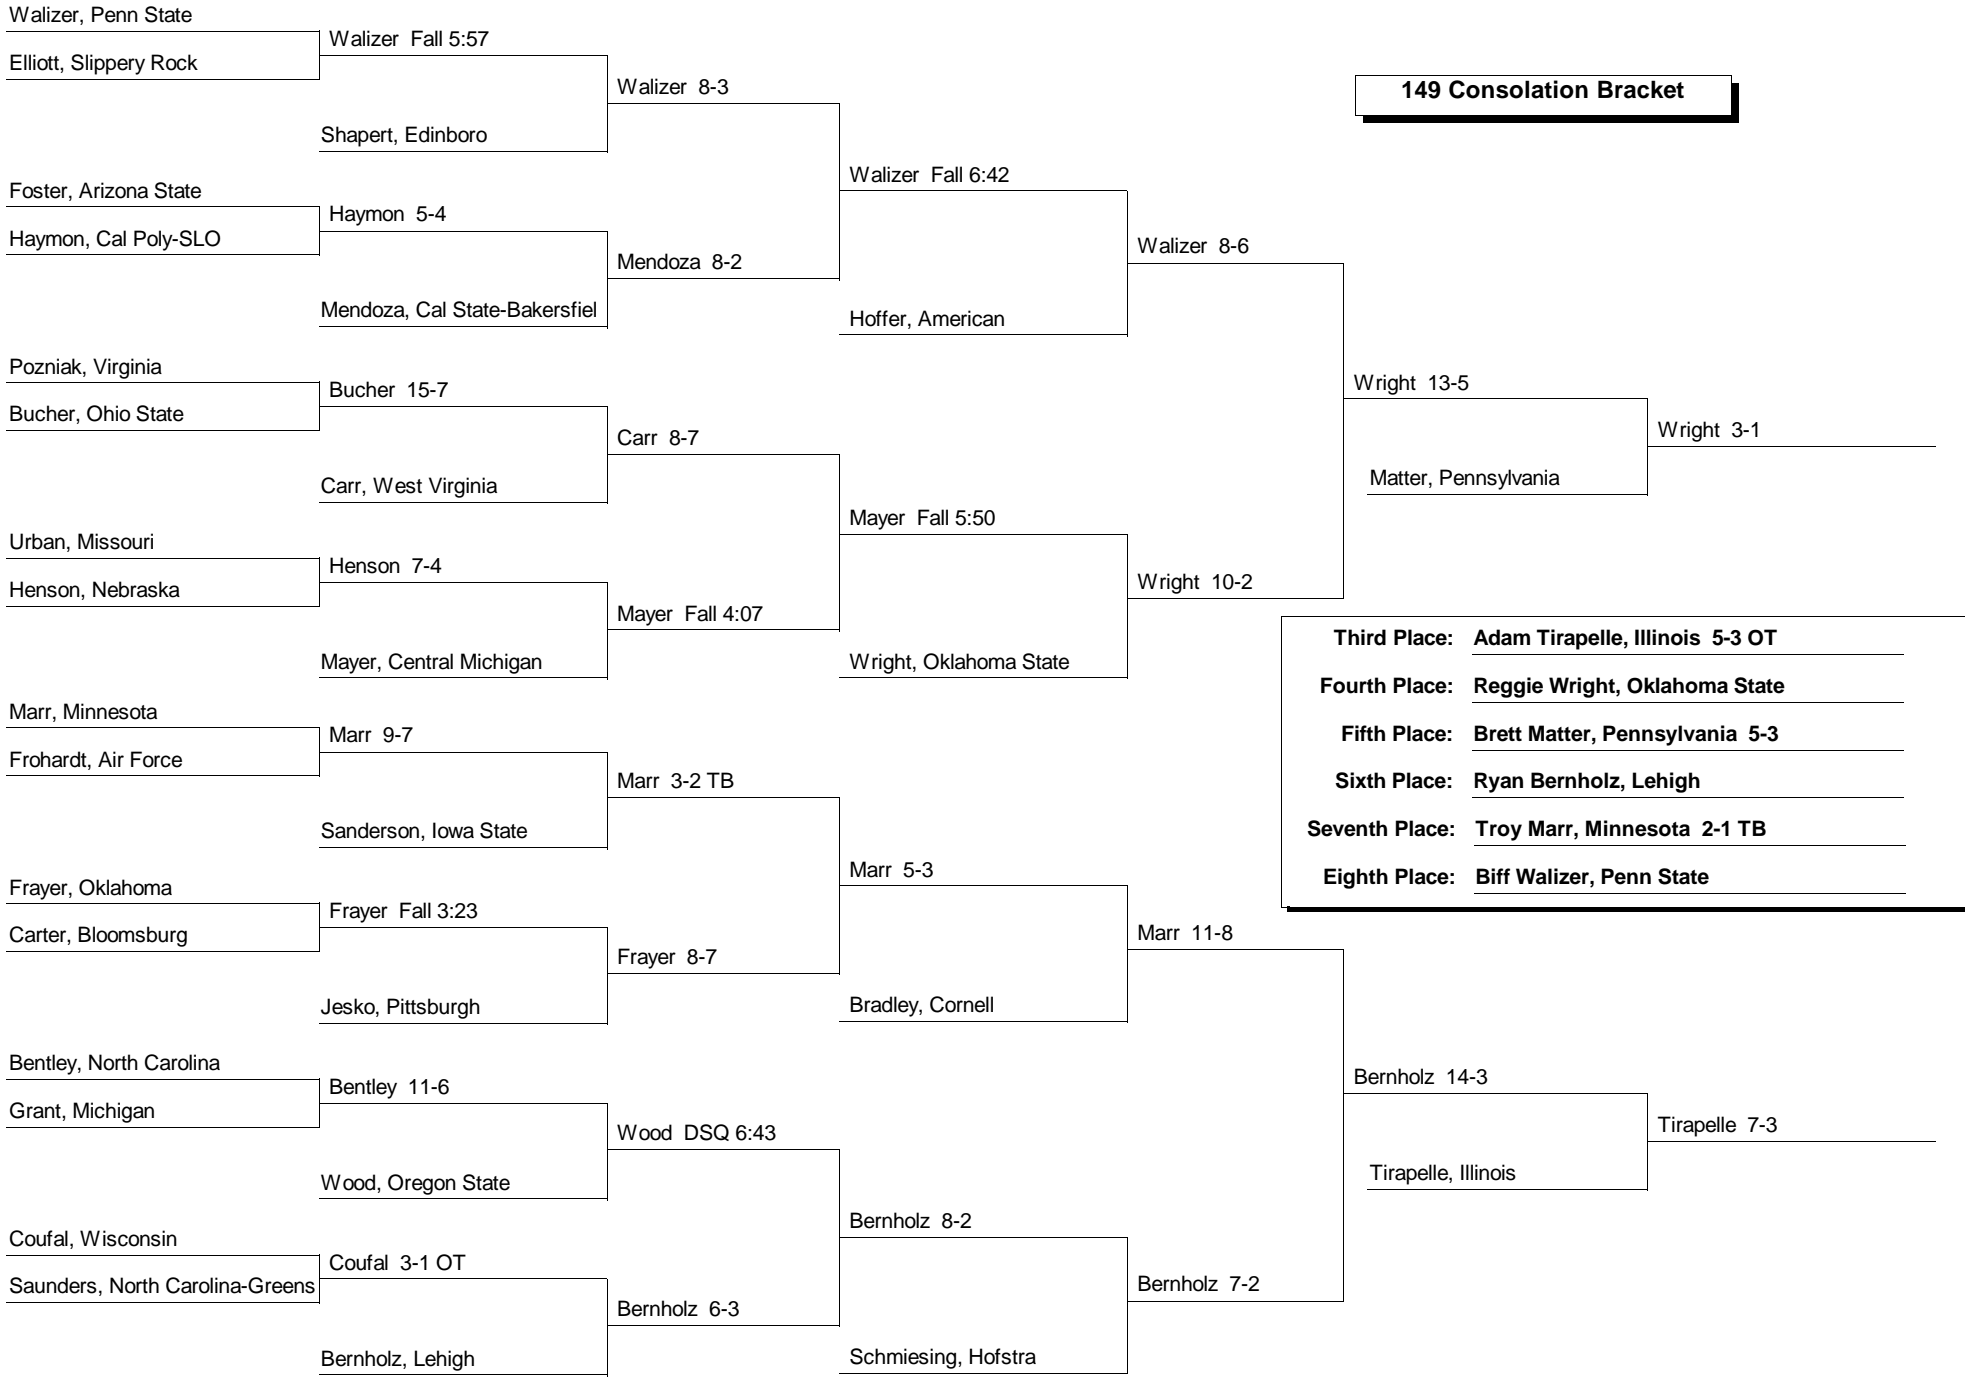 149 Consolation Bracket
Walizer, Penn State
Elliott, Slippery Rock
Foster, Arizona State
Haymon, Cal Poly-SLO
Pozniak, Virginia
Bucher, Ohio State
Urban, Missouri
Henson, Nebraska
Marr, Minnesota
Frohardt, Air Force
Frayer, Oklahoma
Carter, Bloomsburg
Bentley, North Carolina
Grant, Michigan
Coufal, Wisconsin
Saunders, North Carolina-Greens
Walizer Fall 5:57
Shapert, Edinboro
Haymon 5-4
Mendoza, Cal State-Bakersfiel
Bucher 15-7
Carr, West Virginia
Henson 7-4
Mayer, Central Michigan
Marr 9-7
Sanderson, Iowa State
Frayer Fall 3:23
Jesko, Pittsburgh
Bentley 11-6
Wood, Oregon State
Coufal 3-1 OT
Bernholz, Lehigh
Walizer 8-3
Mendoza 8-2
Carr 8-7
Mayer Fall 4:07
Marr 3-2 TB
Frayer 8-7
Wood DSQ 6:43
Bernholz 6-3
Walizer Fall 6:42
Hoffer, American
Mayer Fall 5:50
Wright, Oklahoma State
Marr 5-3
Bradley, Cornell
Bernholz 8-2
Schmiesing, Hofstra
Walizer 8-6
Wright 10-2
Marr 11-8
Bernholz 7-2
Wright 13-5
Matter, Pennsylvania
Bernholz 14-3
Tirapelle, Illinois
Wright 3-1
Tirapelle 7-3
Third Place: Adam Tirapelle, Illinois 5-3 OT
Fourth Place: Reggie Wright, Oklahoma State
Fifth Place: Brett Matter, Pennsylvania 5-3
Sixth Place: Ryan Bernholz, Lehigh
Seventh Place: Troy Marr, Minnesota 2-1 TB
Eighth Place: Biff Walizer, Penn State